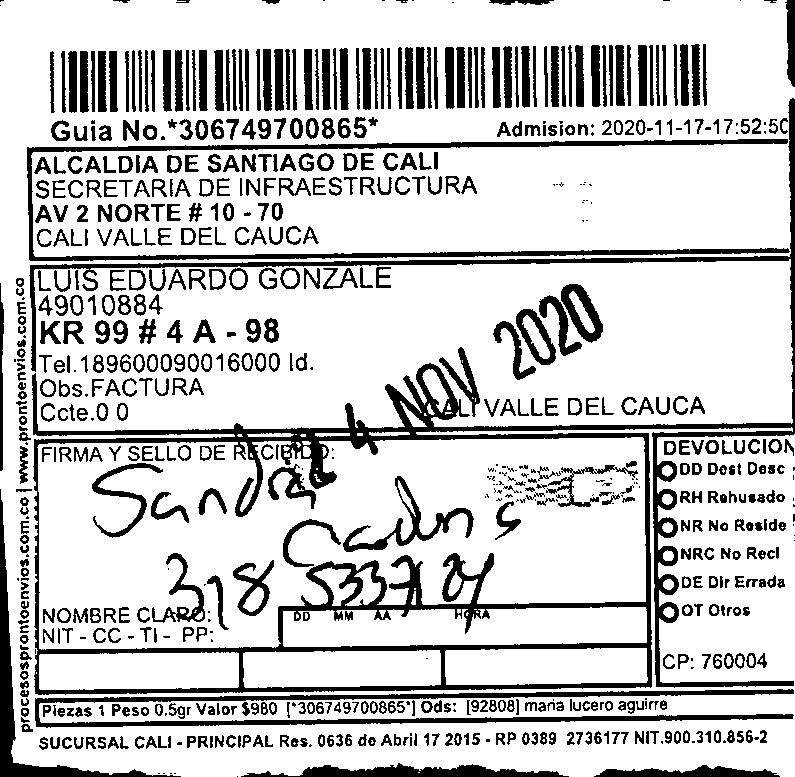 Guia No.*306749700865*
Admision: 2020-11-17-17:52:50
ALCALDIA DE SANTIAGO DE CALI
SECRETARIA DE INFRAESTRUCTURA
AV 2 NORTE # 10 - 70
CALI VALLE DEL CAUCA
LUIS EDUARDO GONZALE
49010884
KR 99 # 4 A - 98
Tel.189600090016000 Id.
Obs.FACTURA
Ccte.0 0
CALI VALLE DEL CAUCA
4 NOV 2020
FIRMA Y SELLO DE RECIBIDO:
Sandra
318
NOMBRE CLARO:
NIT - CC - TI - PP:
DD MM AA HORA
DEVOLUCION
DD Dest Desc
RH Rehusado
NR No Reside
NRC No Recl
DE Dir Errada
OT Otros
CP: 760004
Piezas 1 Peso 0.5gr Valor $980 [*306749700865*] Ods: [92808] maria lucero aguirre
SUCURSAL CALI - PRINCIPAL Res. 0636 de Abril 17 2015 - RP 0389 2736177 NIT.900.310.856-2
procesosprontoenvios.com.co | www.prontoenvios.com.co